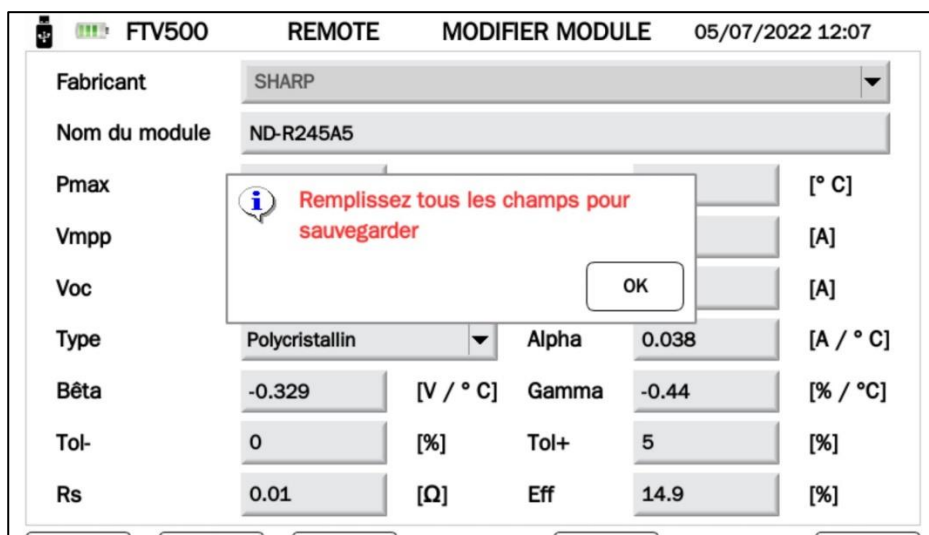 FTV500 REMOTE MODIFIER MODULE 05/07/2022 12:07
Fabricant SHARP
Nom du module ND-R245A5
Pmax [° C]
Remplissez tous les champs pour
sauvegarder
Vmpp [A]
OK
Voc [A]
Type Polycristallin Alpha 0.038 [A / ° C]
Bêta -0.329 [V / ° C] Gamma -0.44 [% / °C]
Tol- 0 [%] Tol+ 5 [%]
Rs 0.01 [Ω] Eff 14.9 [%]